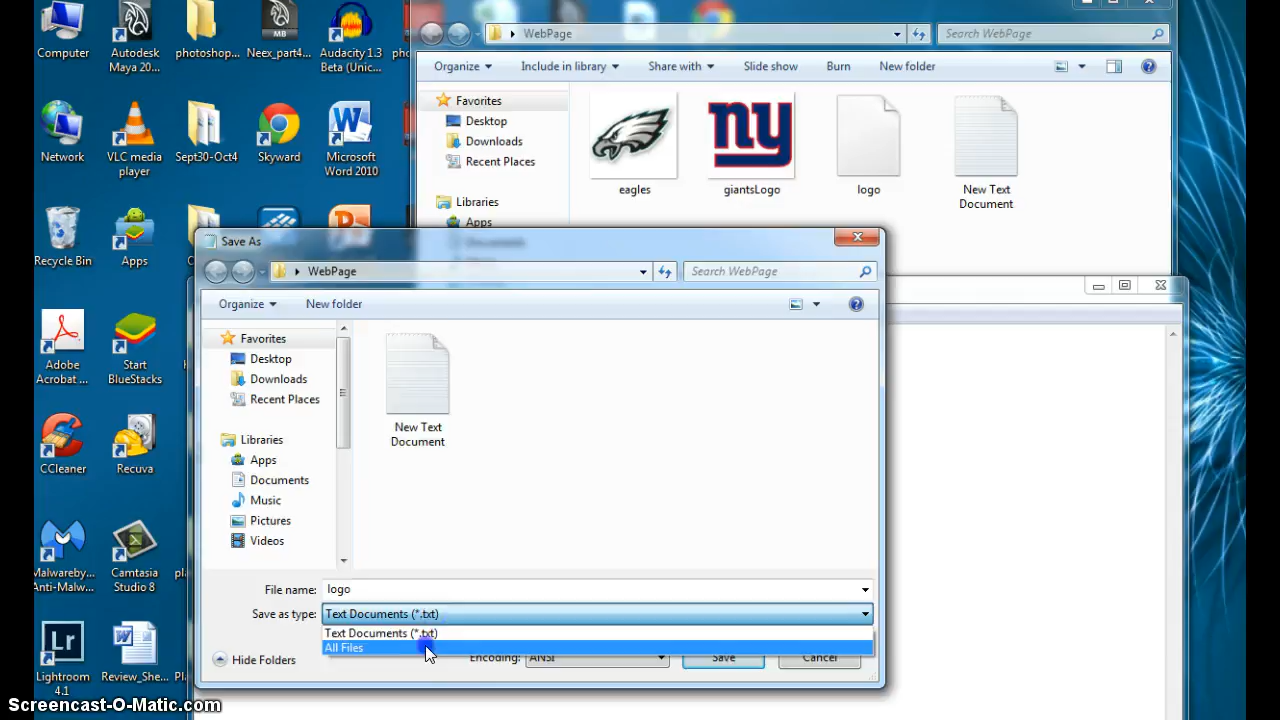 Computer
Autodesk
Maya 20...
photoshop...
Neex_part4...
Audacity 1.3
Beta (Unic...
Network
VLC media
player
Sept30-Oct4
Skyward
Microsoft
Word 2010
Recycle Bin
Apps
Adobe
Acrobat ...
Start
BlueStacks
CCleaner
Recuva
Malwareby...
Anti-Malw...
Camtasia
Studio 8
Lightroom
4.1
Review_She...
MB
W
Lr
WebPage
Search WebPage
Organize
Include in library
Share with
Slide show
Burn
New folder
Favorites
Desktop
Downloads
Recent Places
Libraries
Apps
eagles
ny
giantsLogo
logo
New Text
Document
Save As
WebPage
Search WebPage
Organize
New folder
Favorites
Desktop
Downloads
Recent Places
Libraries
Apps
Documents
Music
Pictures
Videos
New Text
Document
File name: logo
Save as type: Text Documents (*.txt)
Text Documents (*.txt)
All Files
Hide Folders
Encoding: ANSI
Save
Cancel
Screencast-O-Matic.com